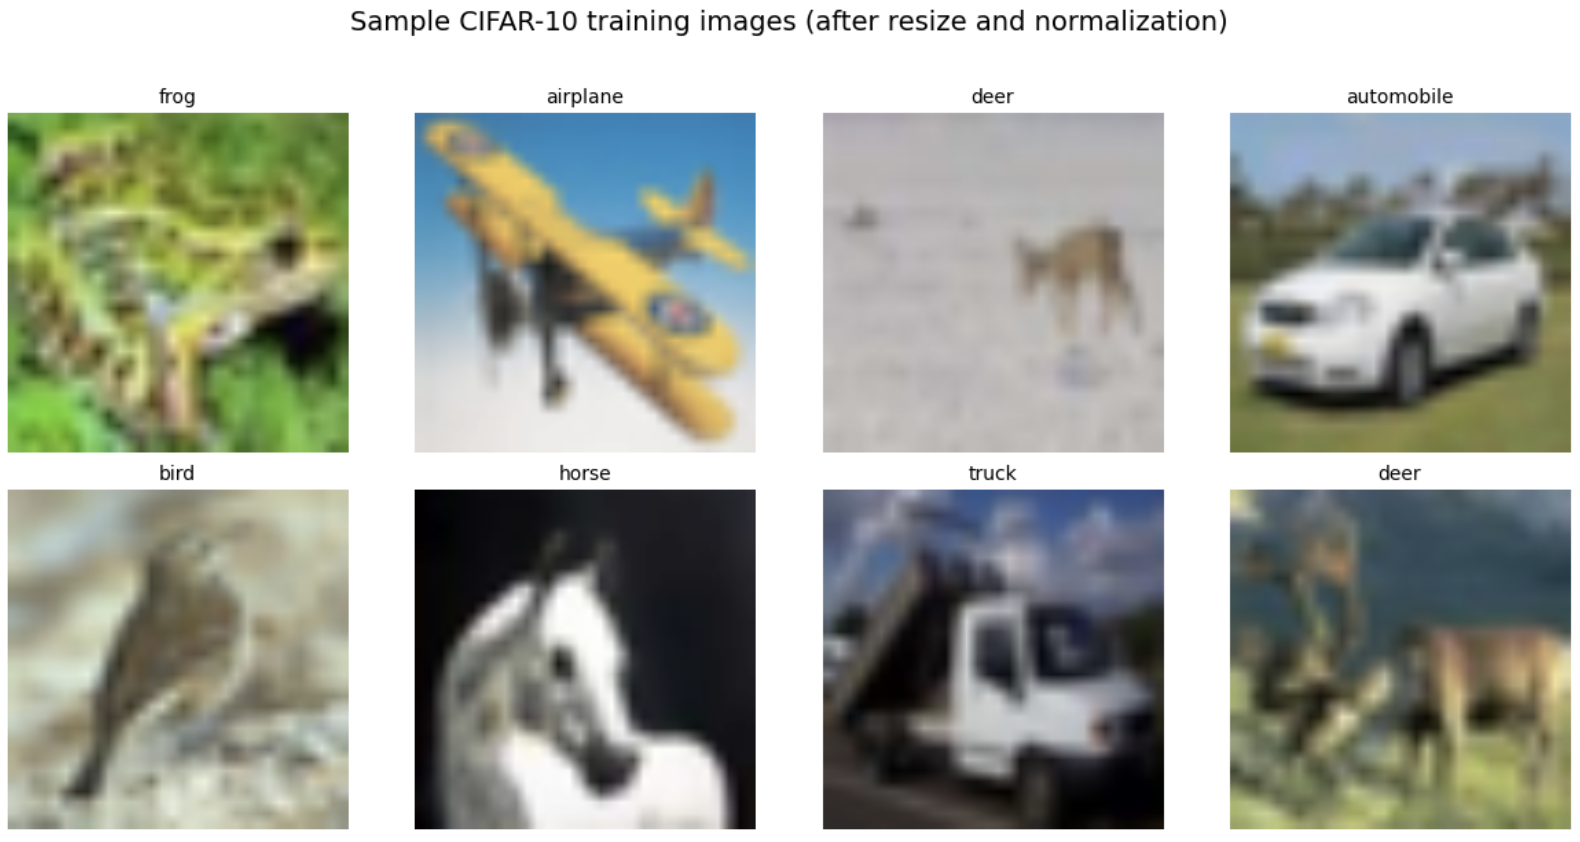 Sample CIFAR-10 training images (after resize and normalization)
frog
airplane
deer
automobile
bird
horse
truck
deer